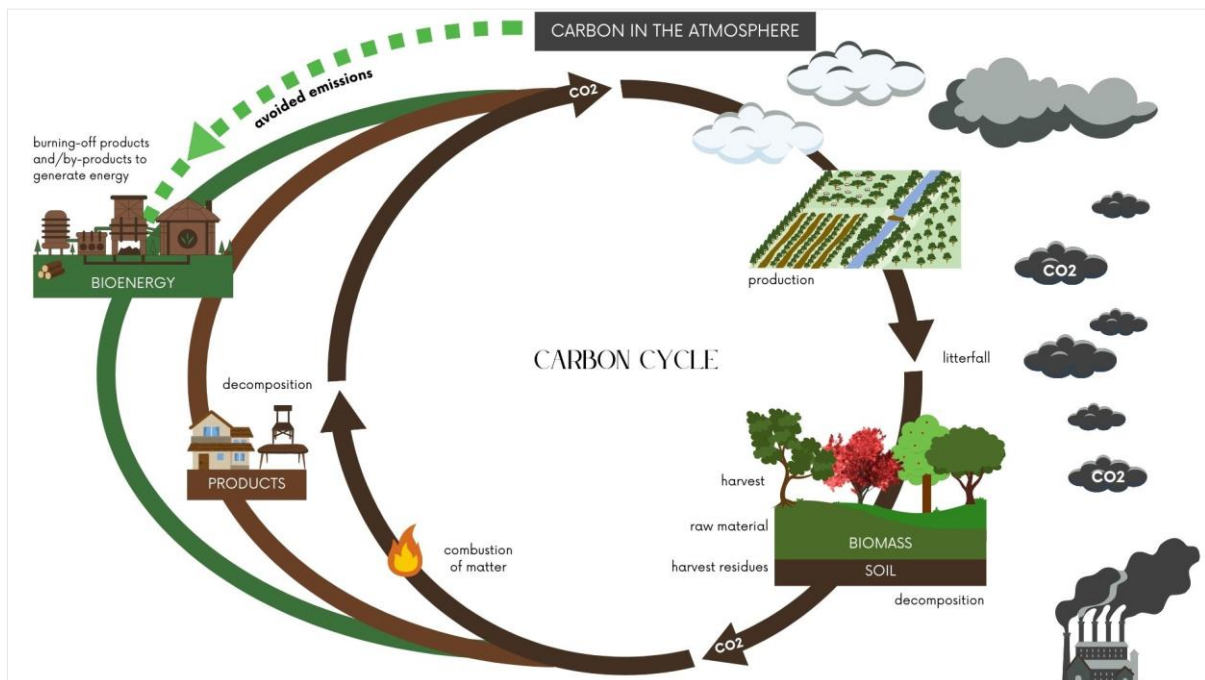 CARBON IN THE ATMOSPHERE
CO2
avoided emissions
burning-off products
and/by-products to
generate energy
BIOENERGY
production
CO2
CARBON CYCLE
litterfall
decomposition
PRODUCTS
harvest
raw material
BIOMASS
harvest residues
SOIL
decomposition
CO2
combustion
of matter
CO2